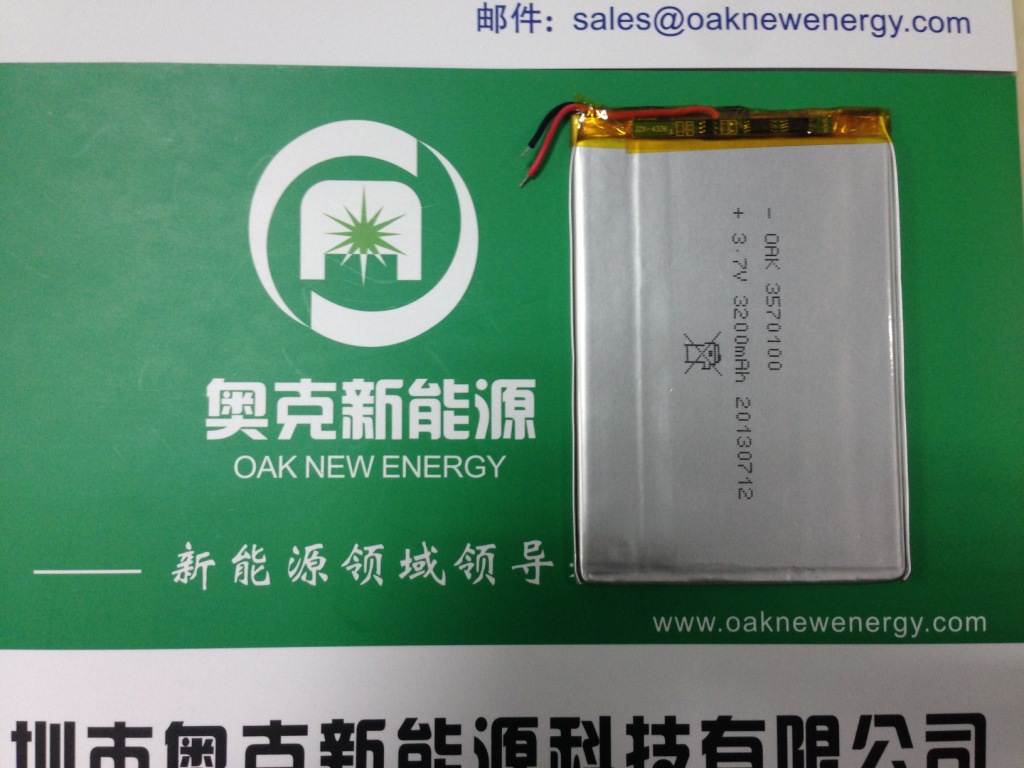 邮件: sales@oaknewenergy.com
奥克新能源
OAK NEW ENERGY
新能源领域领导
www.oaknewenergy.com
圳市奥克新能源科技有限公司
- OAK 3570100
+ 3.7V 3200mAh 20130712